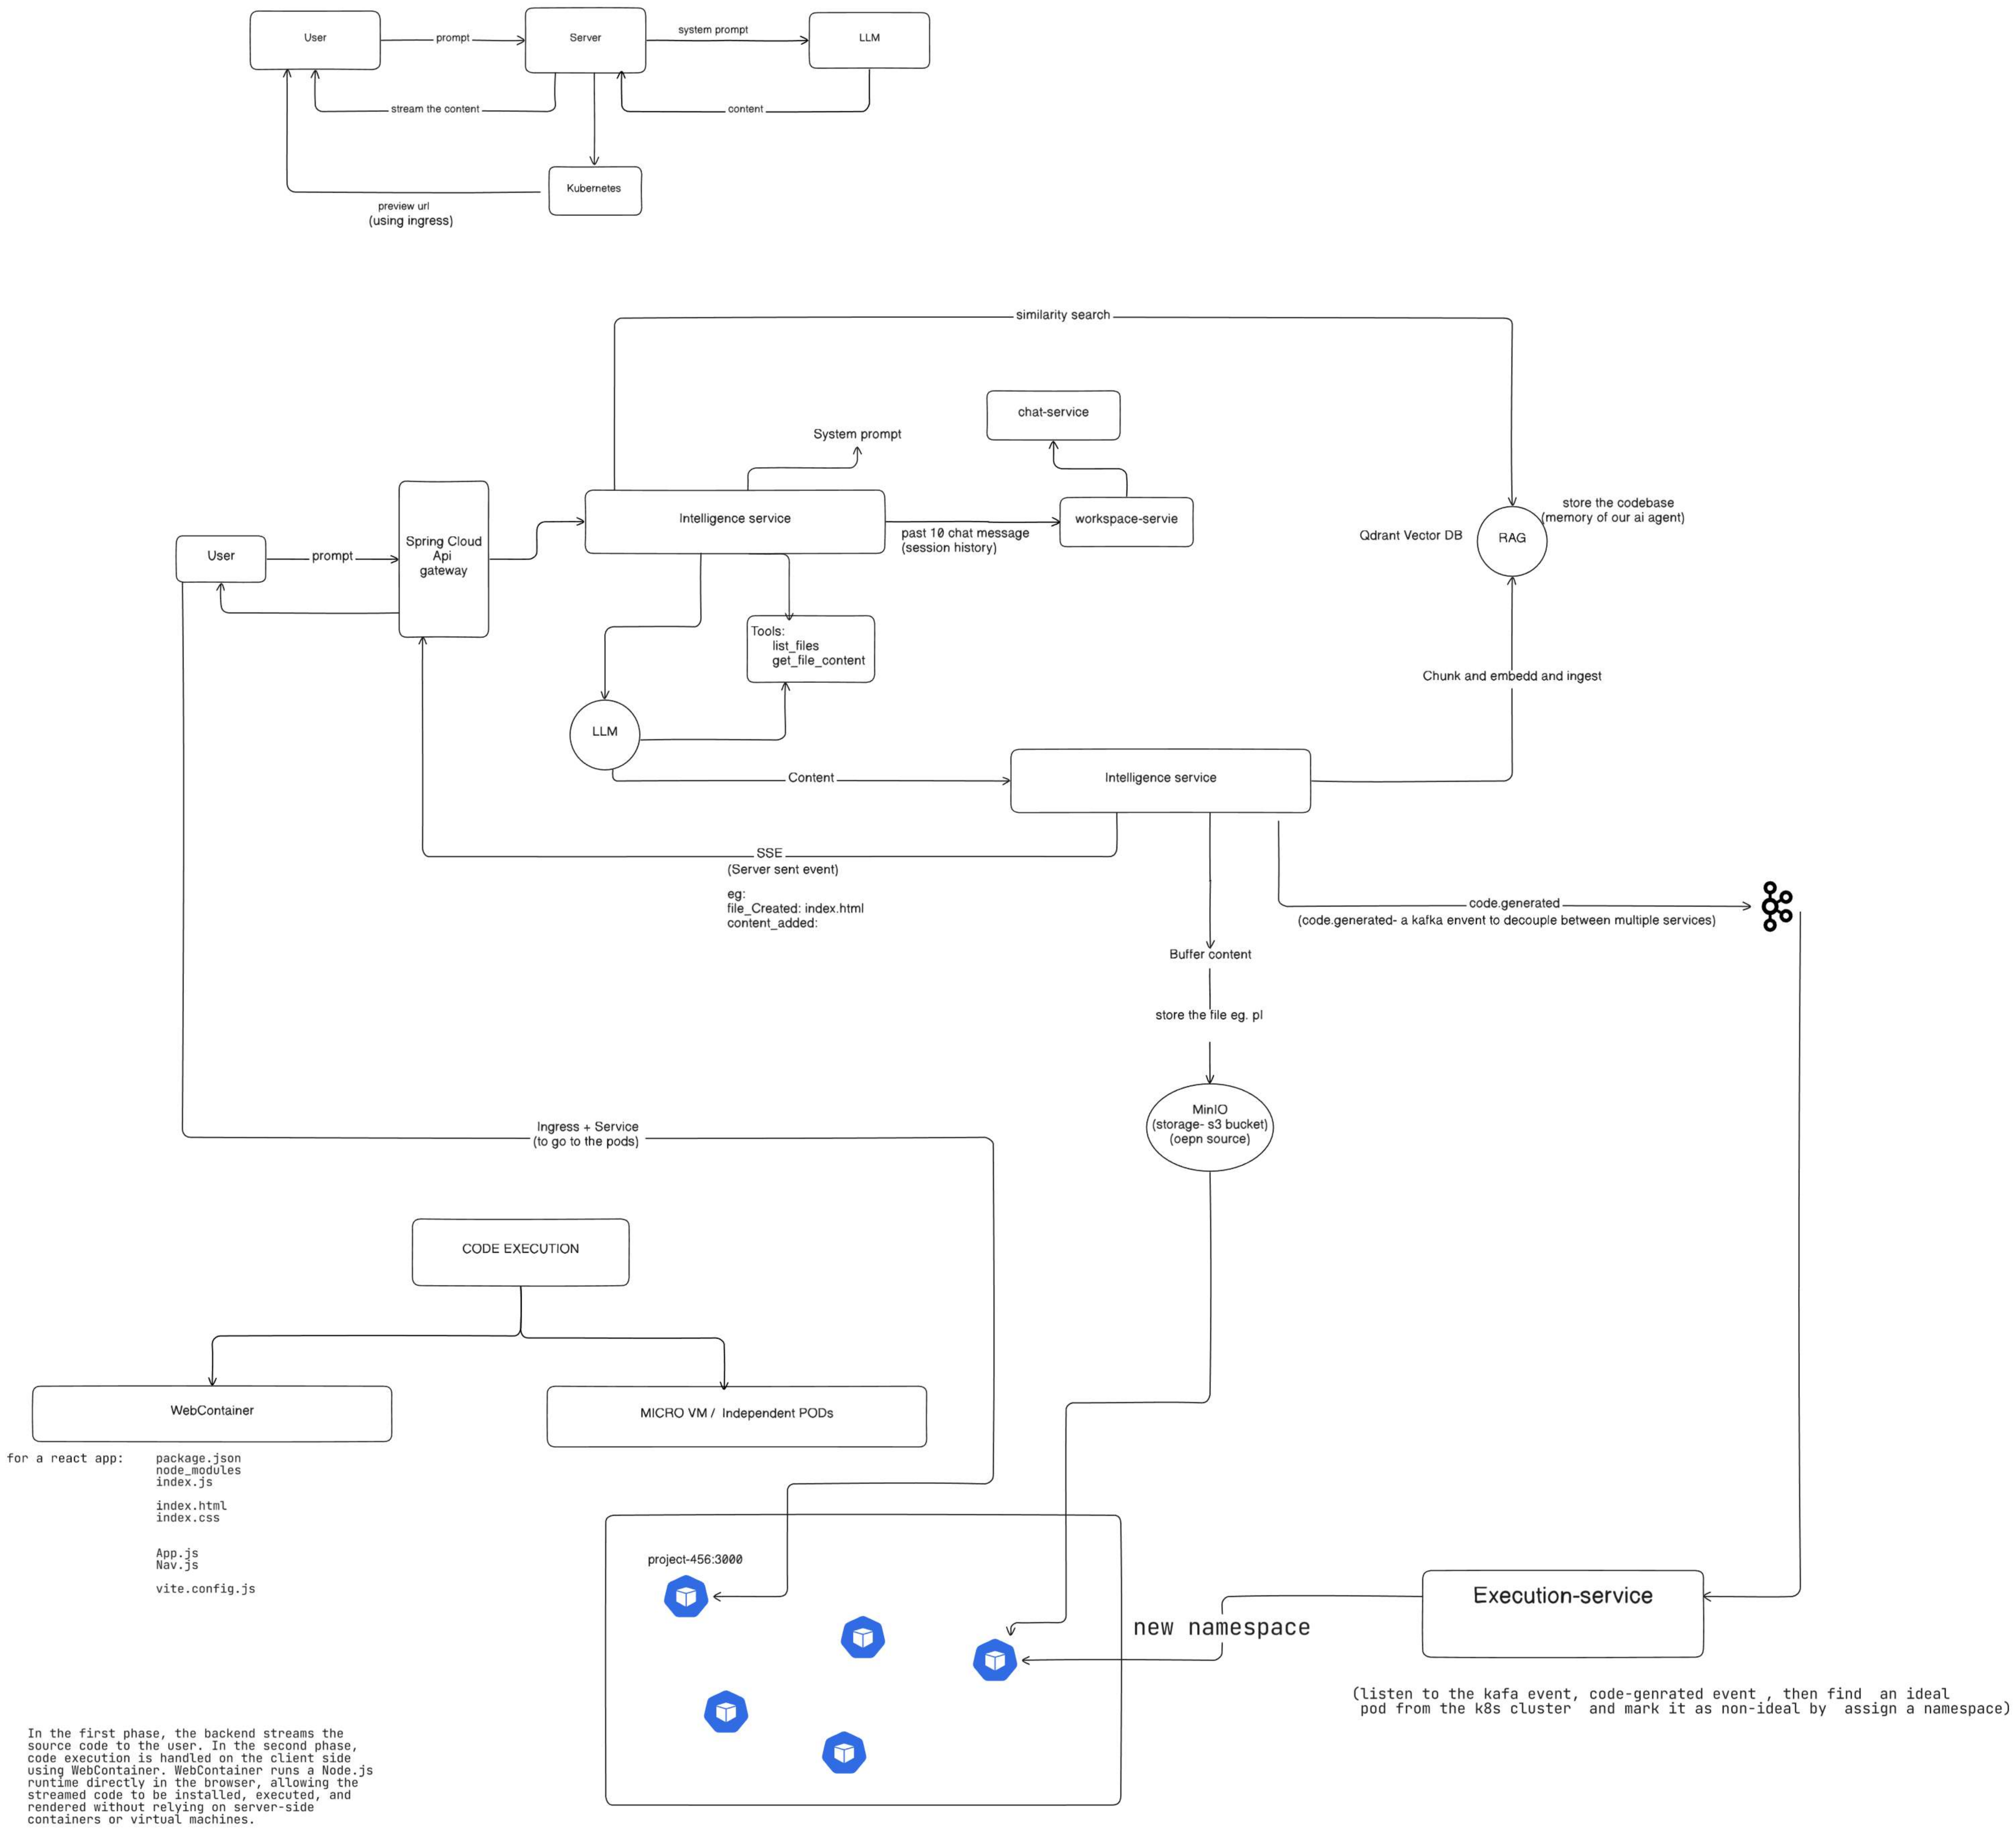 User
prompt
Server
system prompt
LLM
stream the content
content
Kubernetes
preview url
(using ingress)
similarity search
chat-service
System prompt
Intelligence service
past 10 chat message
(session history)
workspace-servie
Qdrant Vector DB
RAG
store the codebase
(memory of our ai agent)
User
prompt
Spring Cloud
Api
gateway
Tools:
list_files
get_file_content
LLM
Chunk and embedd and ingest
Content
Intelligence service
SSE
(Server sent event)
eg:
file_Created: index.html
content_added:
code.generated
(code.generated- a kafka envent to decouple between multiple services)
Buffer content
store the file eg. pl
MinIO
(storage- s3 bucket)
(oepn source)
Ingress + Service
(to go to the pods)
CODE EXECUTION
WebContainer
MICRO VM / Independent PODs
for a react app:
package.json
node_modules
index.js
index.html
index.css
App.js
Nav.js
vite.config.js
project-456:3000
new namespace
Execution-service
(listen to the kafa event, code-genrated event , then find an ideal
pod from the k8s cluster and mark it as non-ideal by assign a namespace)
In the first phase, the backend streams the
source code to the user. In the second phase,
code execution is handled on the client side
using WebContainer. WebContainer runs a Node.js
runtime directly in the browser, allowing the
streamed code to be installed, executed, and
rendered without relying on server-side
containers or virtual machines.